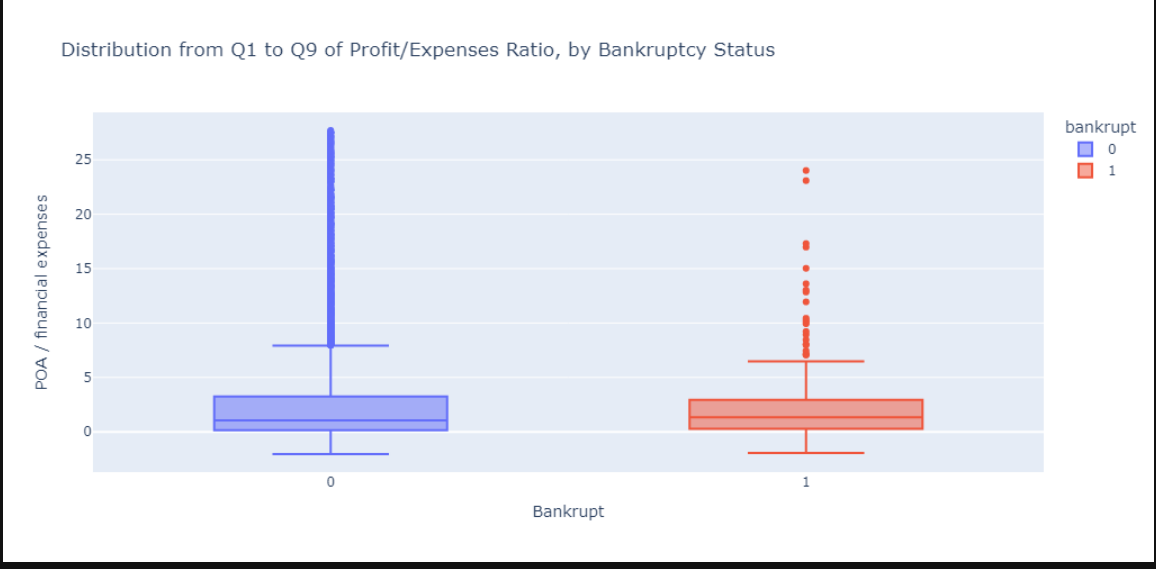 Distribution from Q1 to Q9 of Profit/Expenses Ratio, by Bankruptcy Status
bankrupt
0
1
25
20
15
10
5
0
POA / financial expenses
0 1
Bankrupt